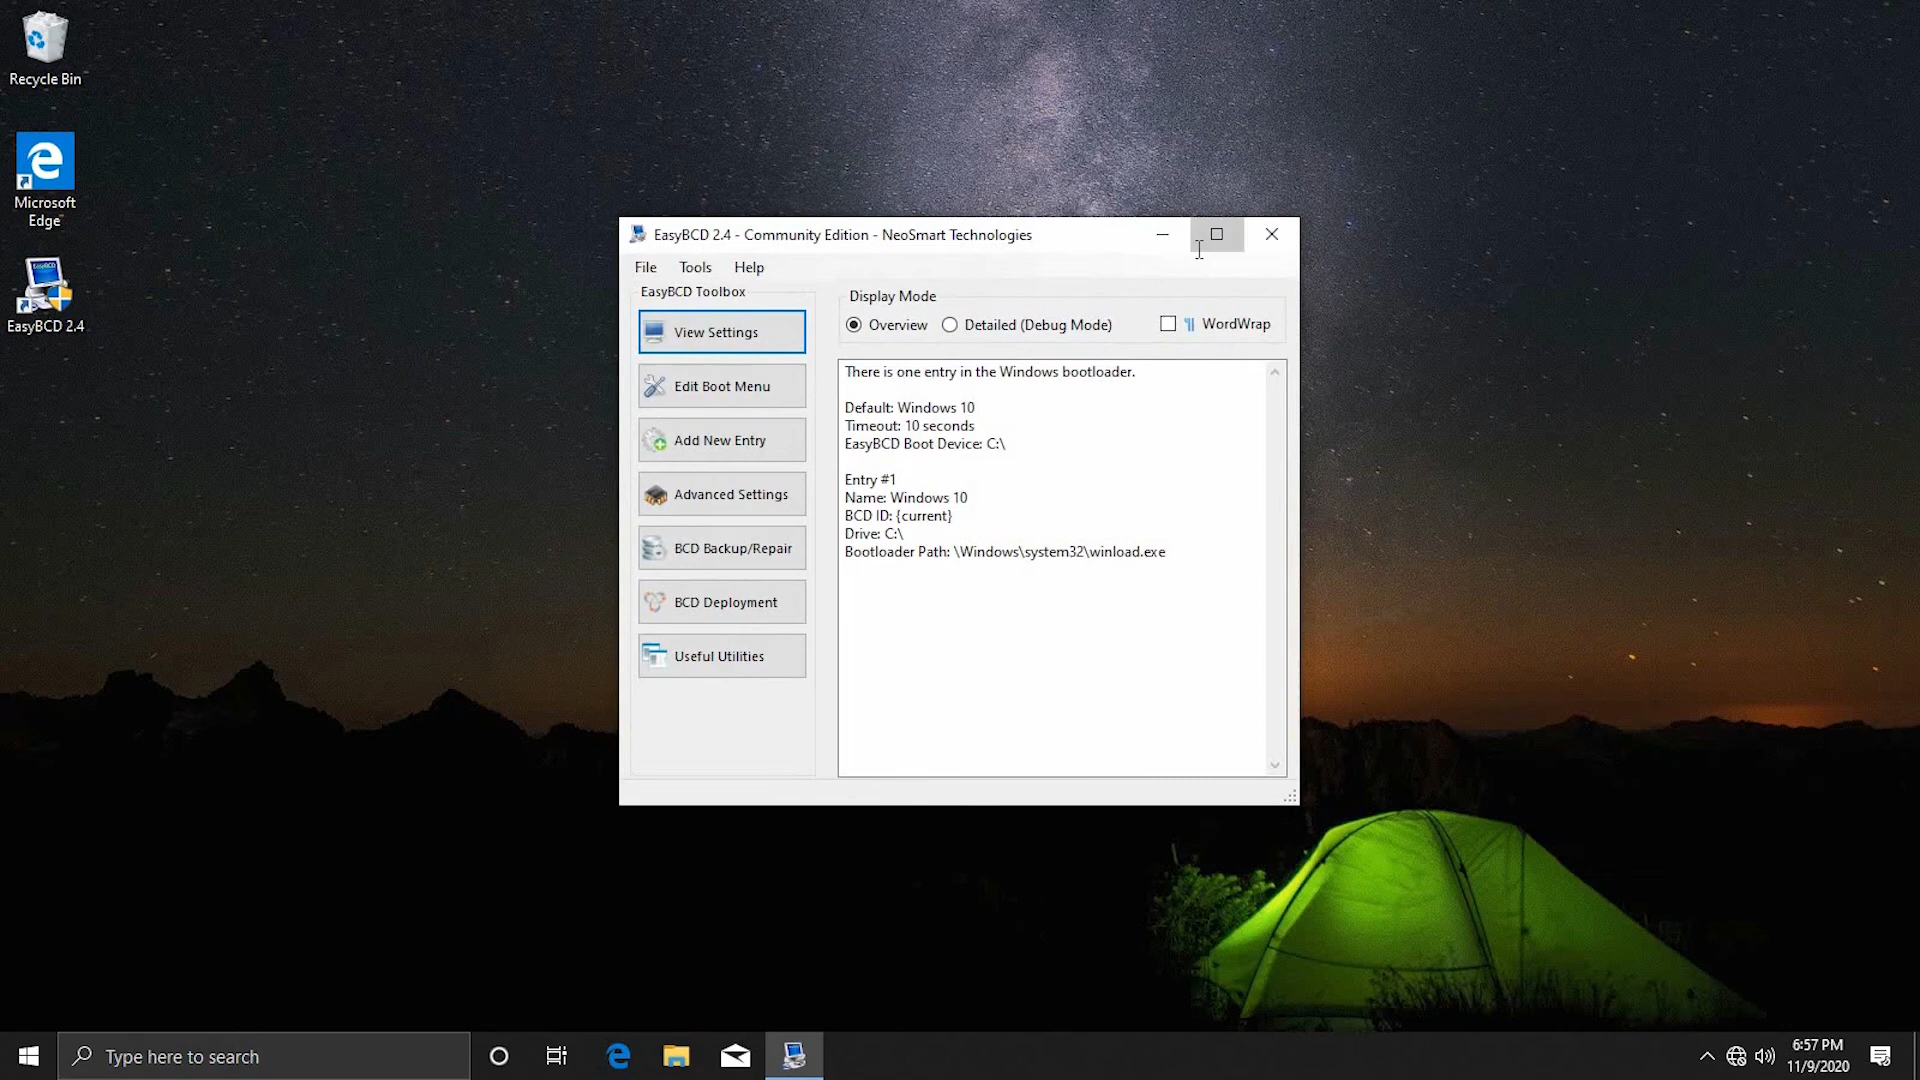 Recycle Bin
Microsoft
Edge
EasyBCD 2.4
EasyBCD 2.4 - Community Edition - NeoSmart Technologies
File Tools Help
EasyBCD Toolbox
View Settings
Edit Boot Menu
Add New Entry
Advanced Settings
BCD Backup/Repair
BCD Deployment
Useful Utilities
Display Mode
Overview Detailed (Debug Mode) WordWrap
There is one entry in the Windows bootloader.
Default: Windows 10
Timeout: 10 seconds
EasyBCD Boot Device: C:\
Entry #1
Name: Windows 10
BCD ID: {current}
Drive: C:\
Bootloader Path: \Windows\system32\winload.exe
Type here to search
6:57 PM
11/9/2020